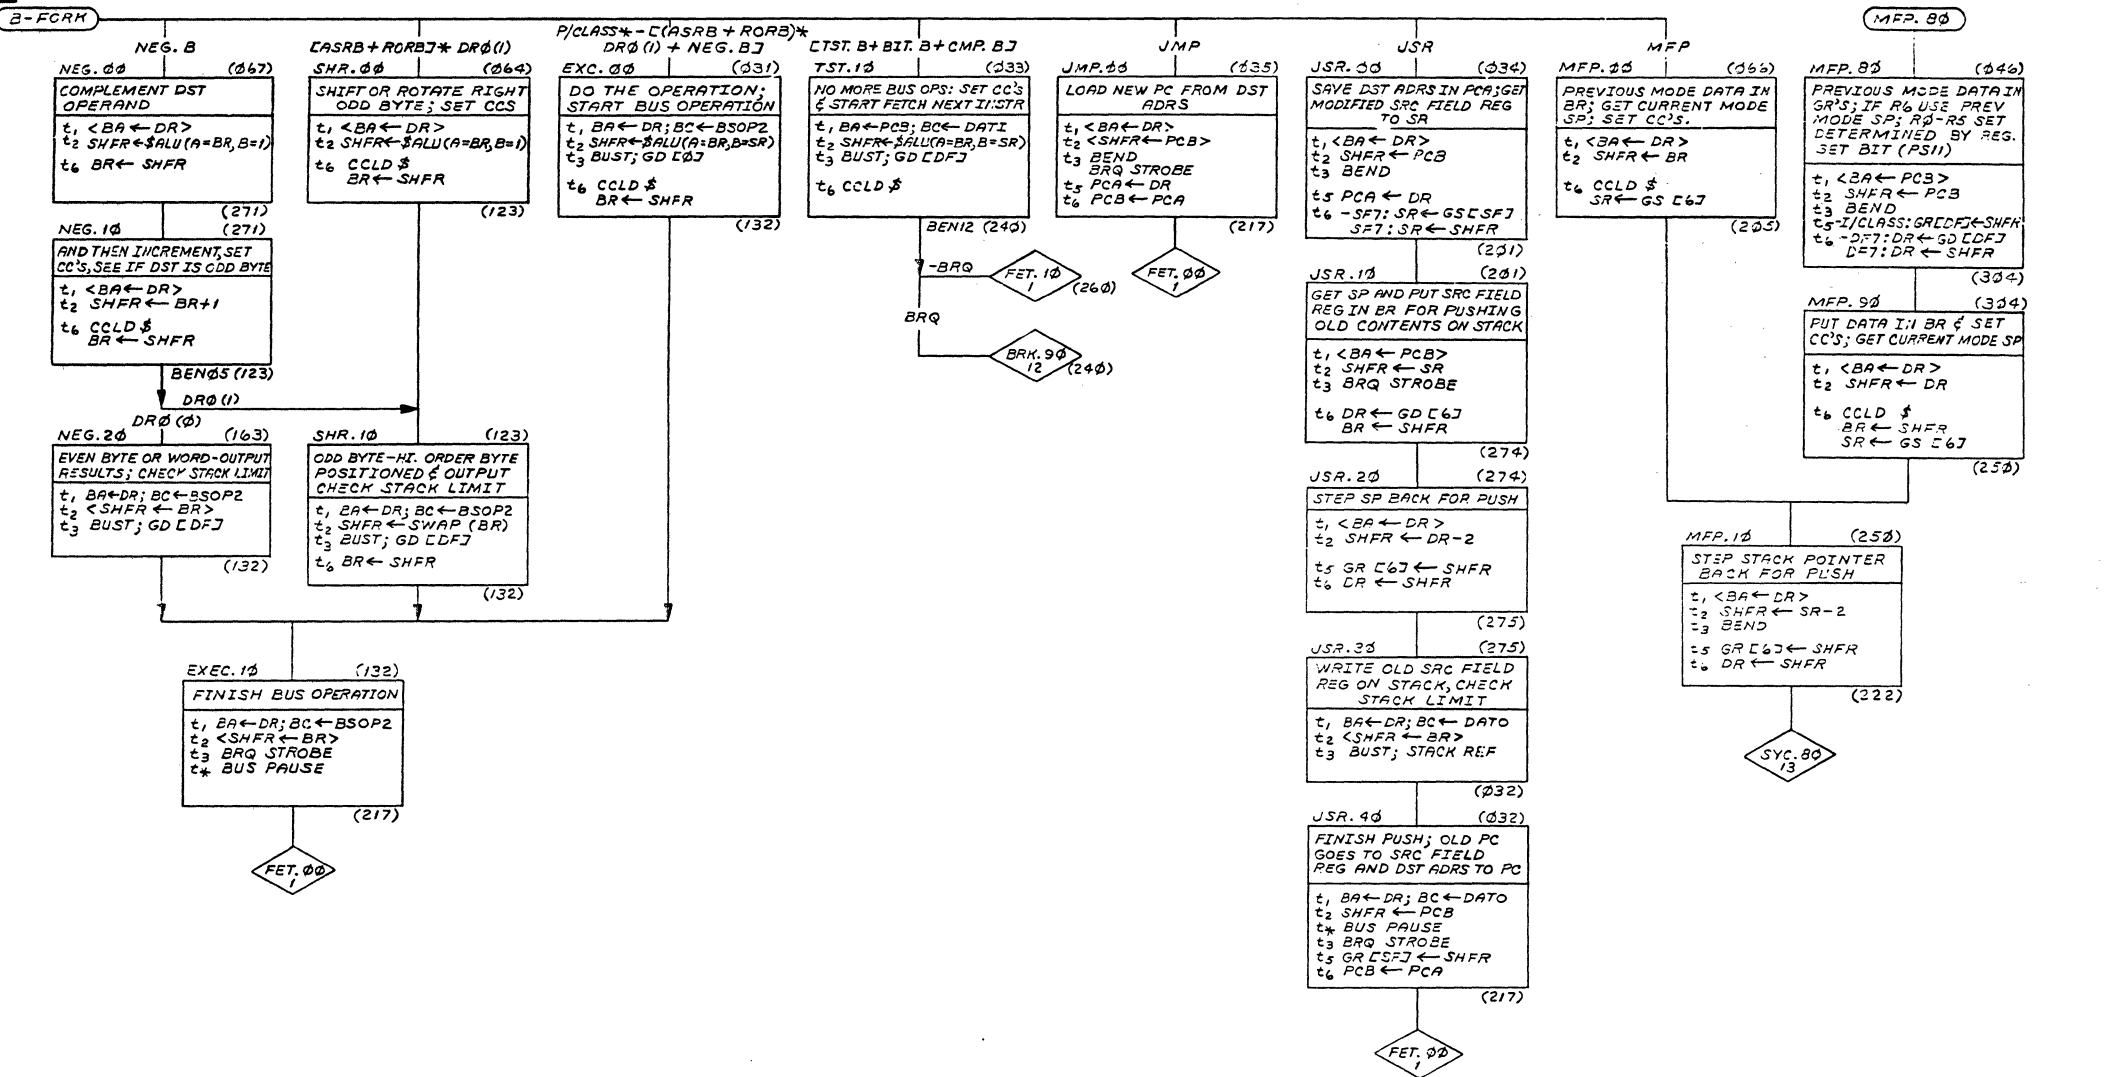 B-FORK
MFP. 8Ø
NEG. B
[ASRB + RORB]* DRØ(1)
P/CLASS*-[(ASRB + RORB)*
DRØ(1) + NEG. B]
[TST. B + BIT. B + CMP. B]
JMP
JSR
MFP
NEG. ØØ (Ø67)
COMPLEMENT DST
OPERAND
t₁ <BA ← DR>
t₂ SHFR←$ALU(A=BR,B=1)
t₆ BR ← SHFR
(271)
NEG. 1Ø (271)
AND THEN INCREMENT, SET
CC'S, SEE IF DST IS ODD BYTE
t₁ <BA ← DR>
t₂ SHFR ← BR+1
t₆ CCLD $
BR ← SHFR
BENØ5 (123)
DRØ (1)
DRØ (Ø)
NEG. 2Ø (163)
EVEN BYTE OR WORD-OUTPUT
RESULTS; CHECK STACK LIMIT
t₁ BA←DR; BC←BSOP2
t₂ <SHFR ← BR>
t₃ BUST; GD [DF]
(132)
SHR. ØØ (Ø64)
SHIFT OR ROTATE RIGHT
ODD BYTE; SET CCS
t₁ <BA ← DR>
t₂ SHFR←$ALU(A=BR,B=1)
t₆ CCLD $
BR ← SHFR
(123)
SHR. 1Ø (123)
ODD BYTE-HI. ORDER BYTE
POSITIONED & OUTPUT
CHECK STACK LIMIT
t₁ BA←DR; BC←BSOP2
t₂ SHFR ← SWAP (BR)
t₃ BUST; GD [DF]
t₆ BR ← SHFR
(132)
EXC. ØØ (Ø31)
DO THE OPERATION;
START BUS OPERATION
t₁ BA←DR; BC←BSOP2
t₂ SHFR←$ALU(A=BR,B=SR)
t₃ BUST; GD [Ø]
t₆ CCLD $
BR ← SHFR
(132)
EXEC. 1Ø (132)
FINISH BUS OPERATION
t₁ BA←DR; BC←BSOP2
t₂ <SHFR ← BR>
t₃ BRQ STROBE
t* BUS PAUSE
(217)
FET. ØØ
1
TST. 1Ø (Ø33)
NO MORE BUS OPS: SET CC'S
& START FETCH NEXT INSTR
t₁ BA←PCB; BC←DATI
t₂ SHFR←$ALU(A=BR,B=SR)
t₃ BUST; GD [DF]
t₆ CCLD $
BEN12 (24Ø)
-BRQ
FET. 1Ø
1
(26Ø)
BRQ
BRK. 9Ø
12
(24Ø)
JMP. ØØ (Ø35)
LOAD NEW PC FROM DST
ADRS
t₁ <BA ← DR>
t₂ <SHFR ← PCB>
t₃ BEND
BRQ STROBE
t₅ PCA ← DR
t₆ PCB ← PCA
(217)
FET. ØØ
1
JSR. ØØ (Ø34)
SAVE DST ADRS IN PCA; GET
MODIFIED SRC FIELD REG
TO SR
t₁ <BA ← DR>
t₂ SHFR ← PCB
t₃ BEND
t₅ PCA ← DR
t₆ -SF7: SR ← GS [SF]
SF7: SR ← SHFR
(2Ø1)
JSR. 1Ø (2Ø1)
GET SP AND PUT SRC FIELD
REG IN BR FOR PUSHING
OLD CONTENTS ON STACK
t₁ <BA ← PCB>
t₂ SHFR ← SR
t₃ BRQ STROBE
t₆ DR ← GD [6]
BR ← SHFR
(274)
JSR. 2Ø (274)
STEP SP BACK FOR PUSH
t₁ <BA ← DR>
t₂ SHFR ← DR-2
t₅ GR [6] ← SHFR
t₆ DR ← SHFR
(275)
JSR. 3Ø (275)
WRITE OLD SRC FIELD
REG ON STACK, CHECK
STACK LIMIT
t₁ BA←DR; BC ← DATO
t₂ <SHFR ← BR>
t₃ BUST; STACK REF
(Ø32)
JSR. 4Ø (Ø32)
FINISH PUSH; OLD PC
GOES TO SRC FIELD
REG AND DST ADRS TO PC
t₁ BA←DR; BC←DATO
t₂ SHFR ← PCB
t* BUS PAUSE
t₃ BRQ STROBE
t₅ GR [SF] ← SHFR
t₆ PCB ← PCA
(217)
FET. ØØ
1
MFP. ØØ (Ø66)
PREVIOUS MODE DATA IN
BR; GET CURRENT MODE
SP; SET CC'S.
t₁ <BA ← DR>
t₂ SHFR ← BR
t₆ CCLD $
SR ← GS [6]
(2Ø5)
MFP. 8Ø (Ø46)
PREVIOUS MODE DATA IN
GR'S; IF R6 USE PREV
MODE SP; RØ-R5 SET
DETERMINED BY REG.
SET BIT (PS11)
t₁ <BA ← PCB>
t₂ SHFR ← PCB
t₃ BEND
t₅ -I/CLASS: GR[DF]←SHFR
t₆ -DF7: DR ← GD [DF]
DF7: DR ← SHFR
(3Ø4)
MFP. 9Ø (3Ø4)
PUT DATA IN BR & SET
CC'S; GET CURRENT MODE SP
t₁ <BA ← DR>
t₂ SHFR ← DR
t₆ CCLD $
BR ← SHFR
SR ← GS [6]
(25Ø)
MFP. 1Ø (25Ø)
STEP STACK POINTER
BACK FOR PUSH
t₁ <BA ← DR>
t₂ SHFR ← SR-2
t₃ BEND
t₅ GR [6] ← SHFR
t₆ DR ← SHFR
(222)
SYC. 8Ø
13